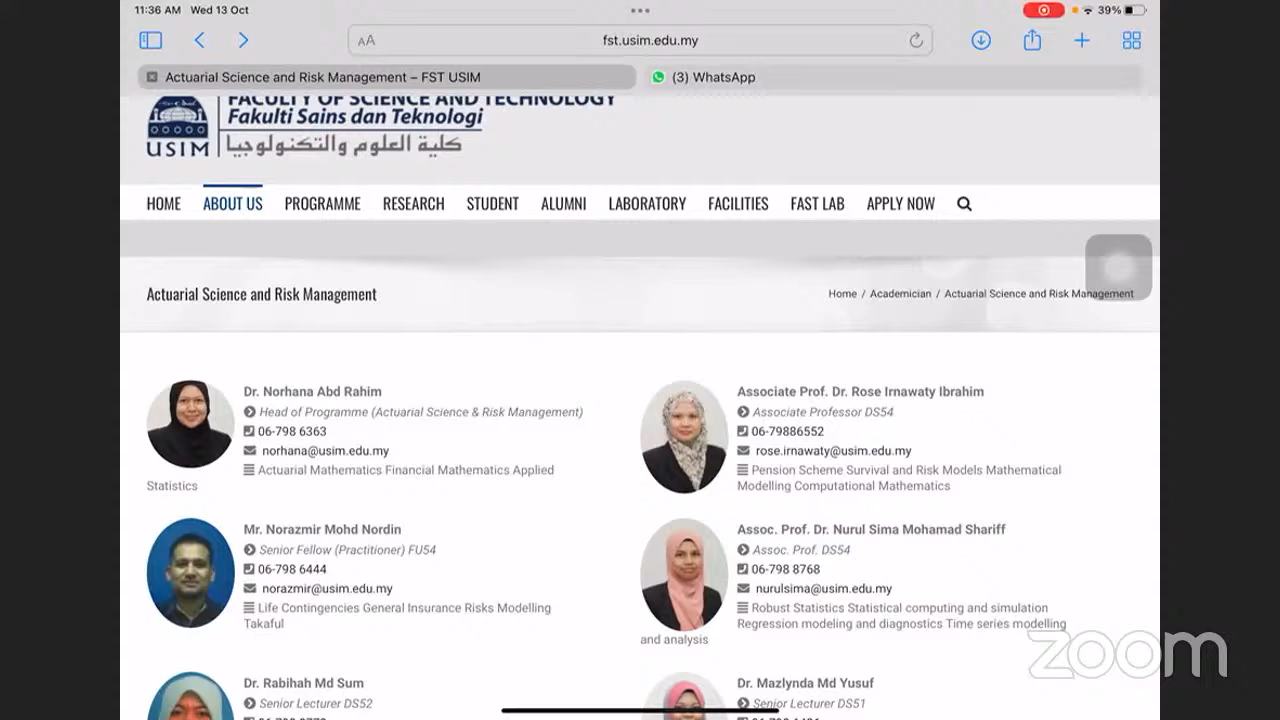 11:36 AM Wed 13 Oct
39%
AA
fst.usim.edu.my
Actuarial Science and Risk Management – FST USIM
(3) WhatsApp
FACULTY OF SCIENCE AND TECHNOLOGY
Fakulti Sains dan Teknologi
كلية العلوم والتكنولوجيا
USIM
HOME ABOUT US PROGRAMME RESEARCH STUDENT ALUMNI LABORATORY FACILITIES FAST LAB APPLY NOW
Actuarial Science and Risk Management
Home / Academician / Actuarial Science and Risk Management
Dr. Norhana Abd Rahim
Head of Programme (Actuarial Science & Risk Management)
06-798 6363
norhana@usim.edu.my
Actuarial Mathematics Financial Mathematics Applied
Statistics
Associate Prof. Dr. Rose Irnawaty Ibrahim
Associate Professor DS54
06-79886552
rose.irnawaty@usim.edu.my
Pension Scheme Survival and Risk Models Mathematical
Modelling Computational Mathematics
Mr. Norazmir Mohd Nordin
Senior Fellow (Practitioner) FU54
06-798 6444
norazmir@usim.edu.my
Life Contingencies General Insurance Risks Modelling
Takaful
Assoc. Prof. Dr. Nurul Sima Mohamad Shariff
Assoc. Prof. DS54
06-798 8768
nurulsima@usim.edu.my
Robust Statistics Statistical computing and simulation
Regression modeling and diagnostics Time series modelling
and analysis
Dr. Rabihah Md Sum
Senior Lecturer DS52
Dr. Mazlynda Md Yusuf
Senior Lecturer DS51
zoom